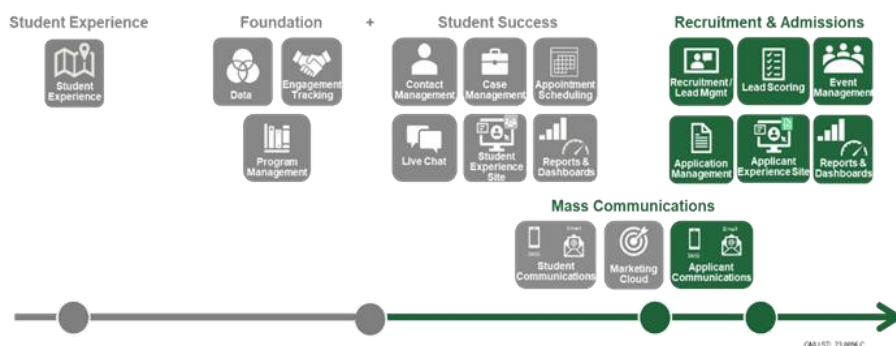 Student Experience
Foundation
+
Student Success
Recruitment & Admissions
Student
Experience
Data
Engagement
Tracking
Program
Management
Contact
Management
Case
Management
Appointment
Scheduling
Live Chat
Student
Experience
Site
Reports &
Dashboards
Recruitment /
Lead Mgmt
Lead Scoring
Event
Management
Application
Management
Applicant
Experience Site
Reports &
Dashboards
Mass Communications
SMS
Email
Student
Communications
Marketing
Cloud
SMS
Email
Applicant
Communications